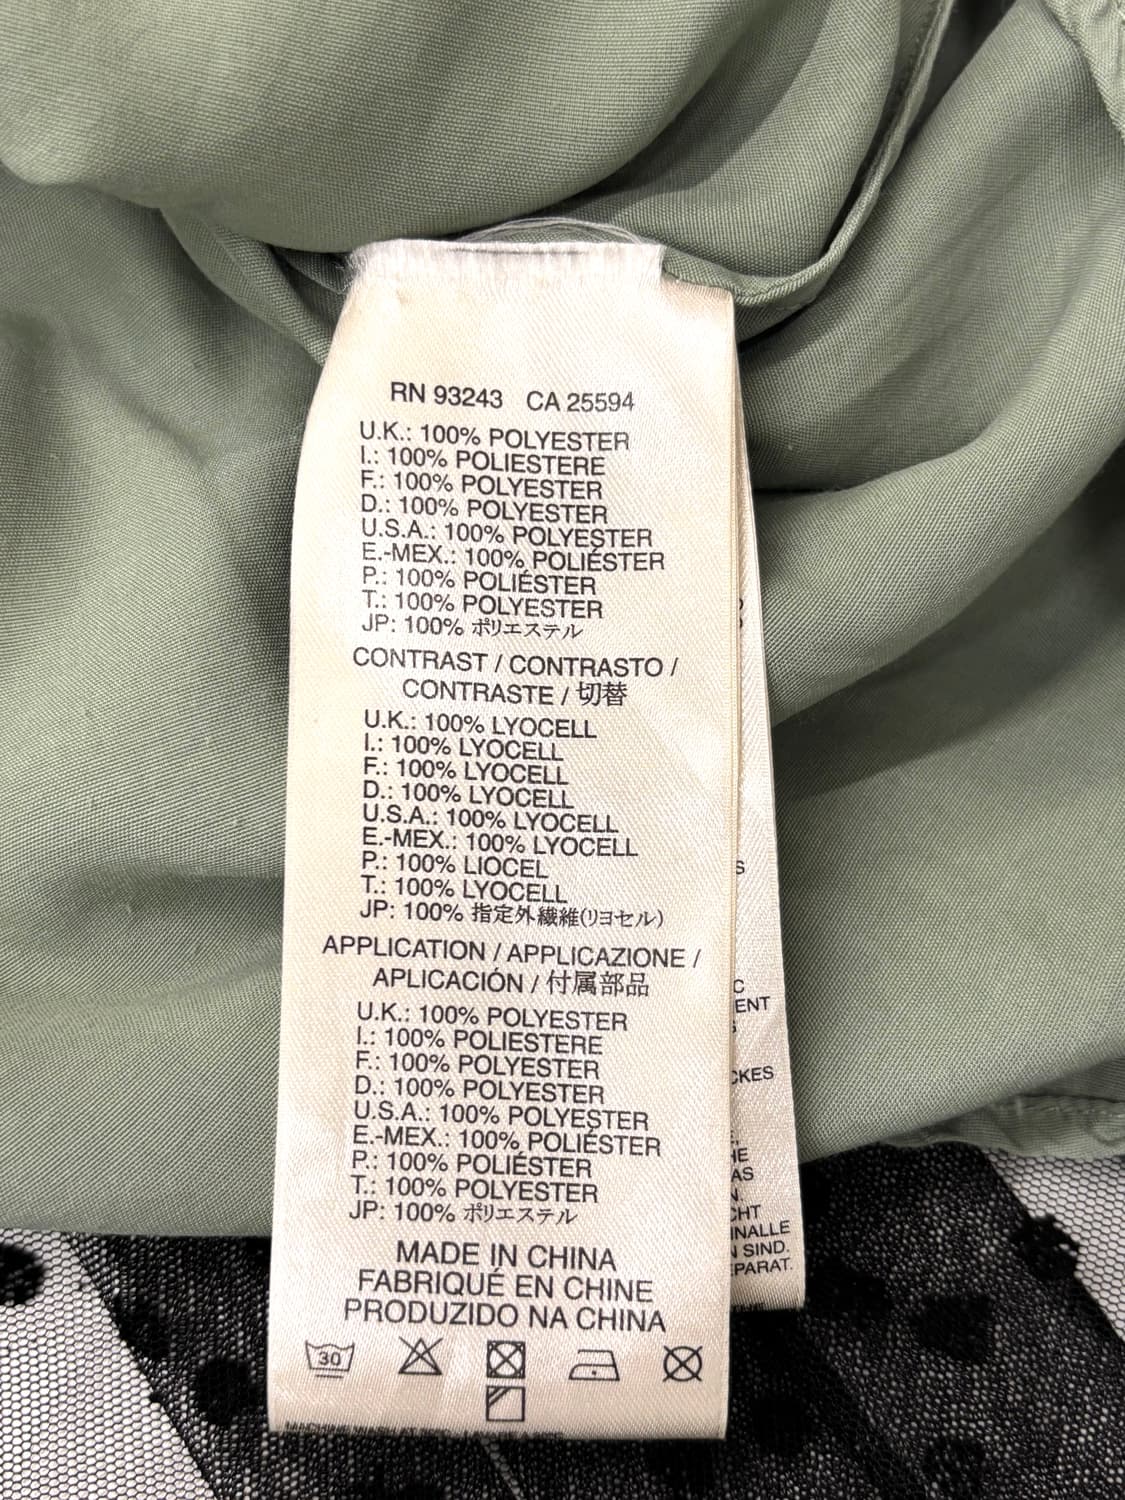 RN 93243 CA 25594
U.K.: 100% POLYESTER
I.: 100% POLIESTERE
F.: 100% POLYESTER
D.: 100% POLYESTER
U.S.A.: 100% POLYESTER
E.-MEX.: 100% POLIÉSTER
P.: 100% POLIÉSTER
T.: 100% POLYESTER
JP: 100% ポリエステル
CONTRAST / CONTRASTO /
CONTRASTE / 切替
U.K.: 100% LYOCELL
I.: 100% LYOCELL
F.: 100% LYOCELL
D.: 100% LYOCELL
U.S.A.: 100% LYOCELL
E.-MEX.: 100% LYOCELL
P.: 100% LIOCEL
T.: 100% LYOCELL
JP: 100% 指定外繊維(リヨセル)
APPLICATION / APPLICAZIONE /
APLICACIÓN / 付属部品
U.K.: 100% POLYESTER
I.: 100% POLIESTERE
F.: 100% POLYESTER
D.: 100% POLYESTER
U.S.A.: 100% POLYESTER
E.-MEX.: 100% POLIÉSTER
P.: 100% POLIÉSTER
T.: 100% POLYESTER
JP: 100% ポリエステル
MADE IN CHINA
FABRIQUÉ EN CHINE
PRODUZIDO NA CHINA
30
MACHINE WASH AT
SIND.